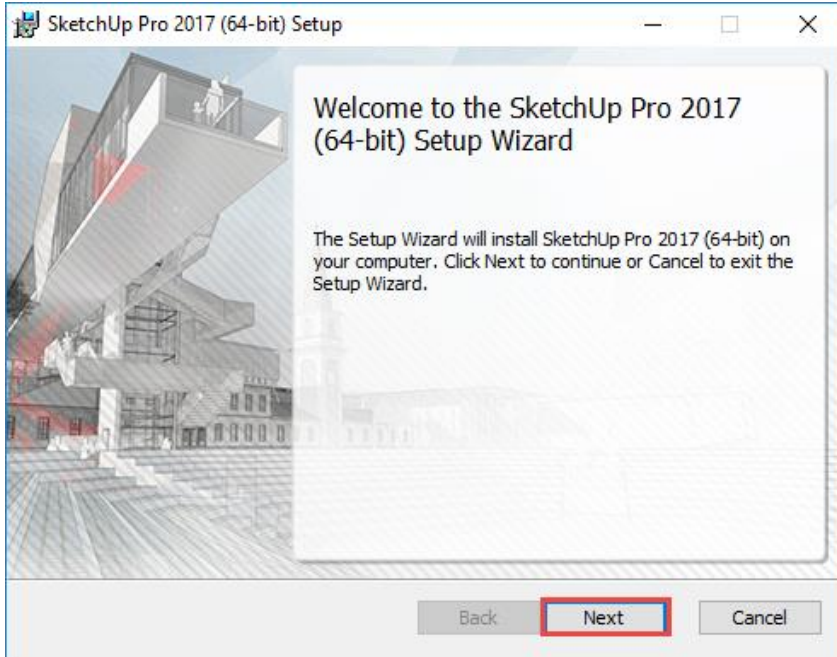 SketchUp Pro 2017 (64-bit) Setup
Welcome to the SketchUp Pro 2017
(64-bit) Setup Wizard
The Setup Wizard will install SketchUp Pro 2017 (64-bit) on
your computer. Click Next to continue or Cancel to exit the
Setup Wizard.
Back
Next
Cancel